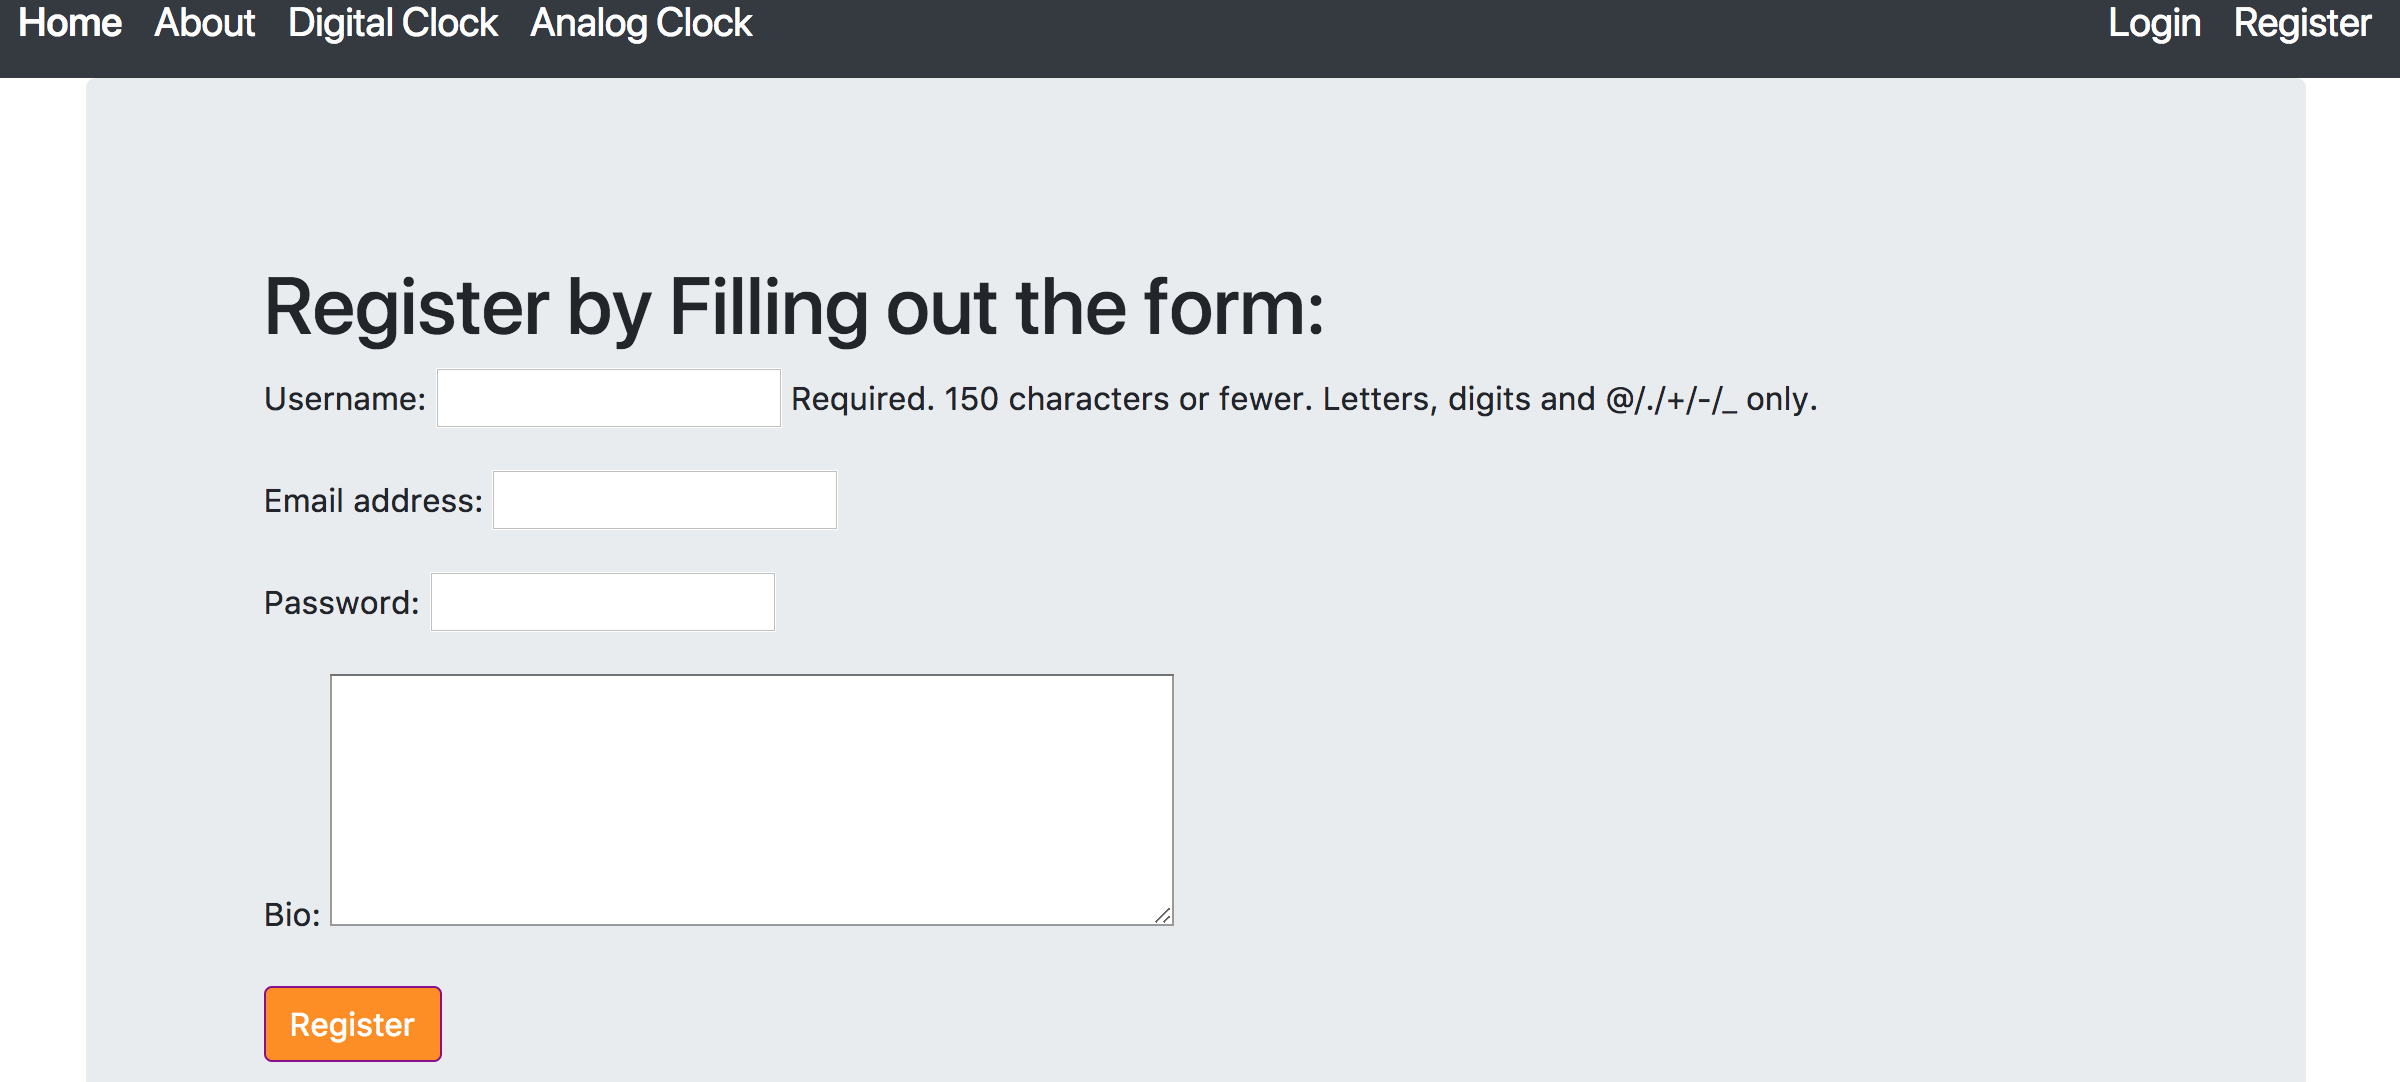 Home About Digital Clock Analog Clock Login Register
Register by Filling out the form:
Username: Required. 150 characters or fewer. Letters, digits and @/./+/-/_ only.
Email address:
Password:
Bio:
Register